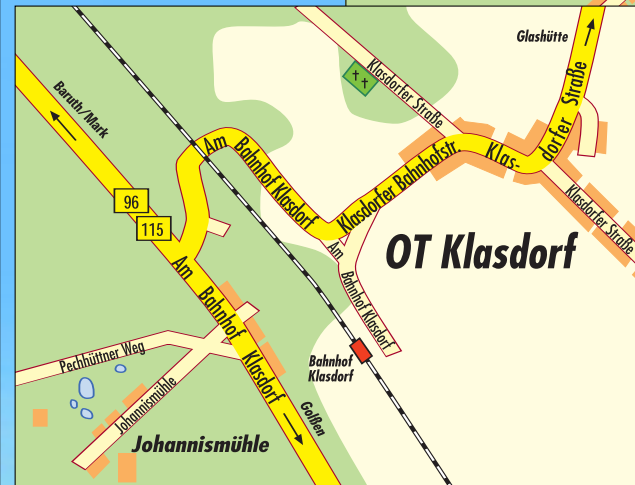 Glashütte
Klasdorfer Straße
Baruth/Mark
Klas-
dorfer Straße
Am Bahnhof Klasdorf
Klasdorfer Bahnhofstr.
96
115
Klasdorfer Straße
OT Klasdorf
Am Bahnhof Klasdorf
Am Bahnhof Klasdorf
Bahnhof
Klasdorf
Pechhüttner Weg
Johannismühle
Golßen
Johannismühle